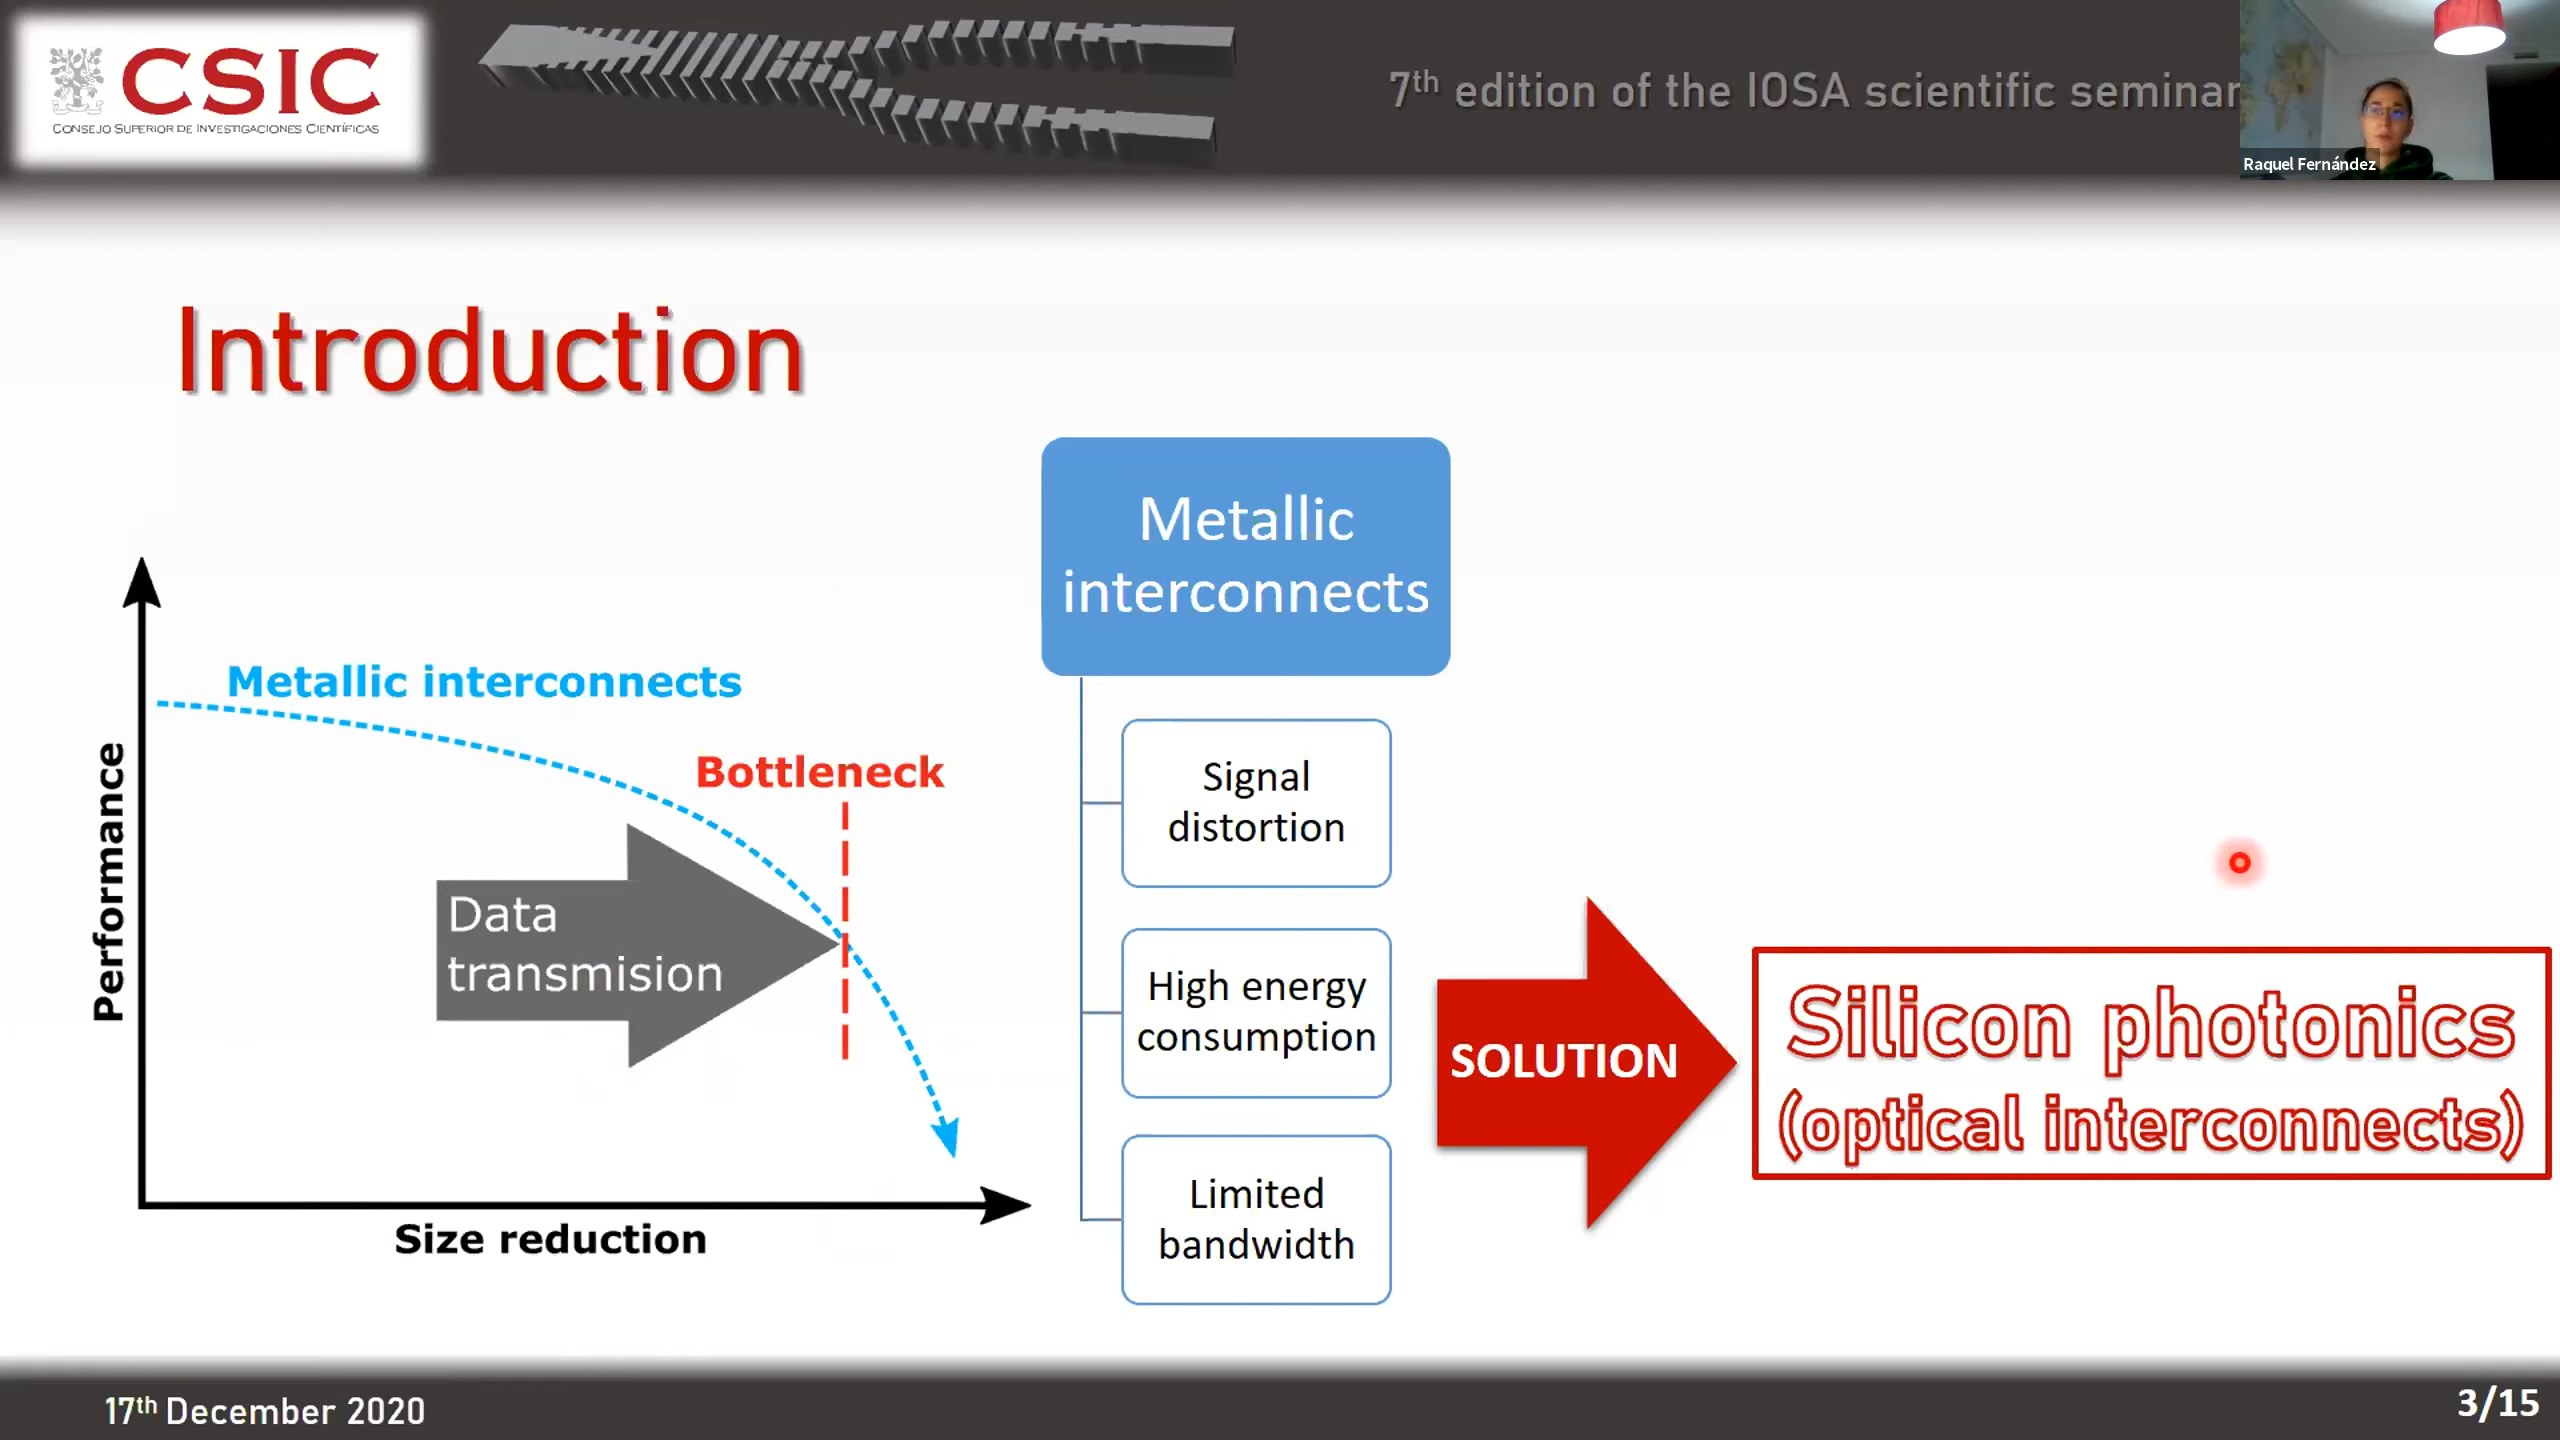 CSIC
CONSEJO SUPERIOR DE INVESTIGACIONES CIENTÍFICAS
7th edition of the IOSA scientific seminar
Raquel Fernández
Introduction
Performance
Metallic interconnects
Bottleneck
Data
transmision
Size reduction
Metallic
interconnects
Signal
distortion
High energy
consumption
Limited
bandwidth
SOLUTION
Silicon photonics
(optical interconnects)
17th December 2020
3/15